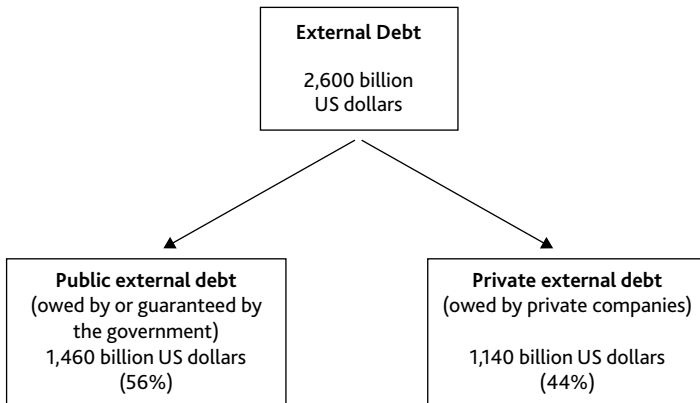 External Debt
2,600 billion
US dollars
Public external debt
(owed by or guaranteed by
the government)
1,460 billion US dollars
(56%)
Private external debt
(owed by private companies)
1,140 billion US dollars
(44%)